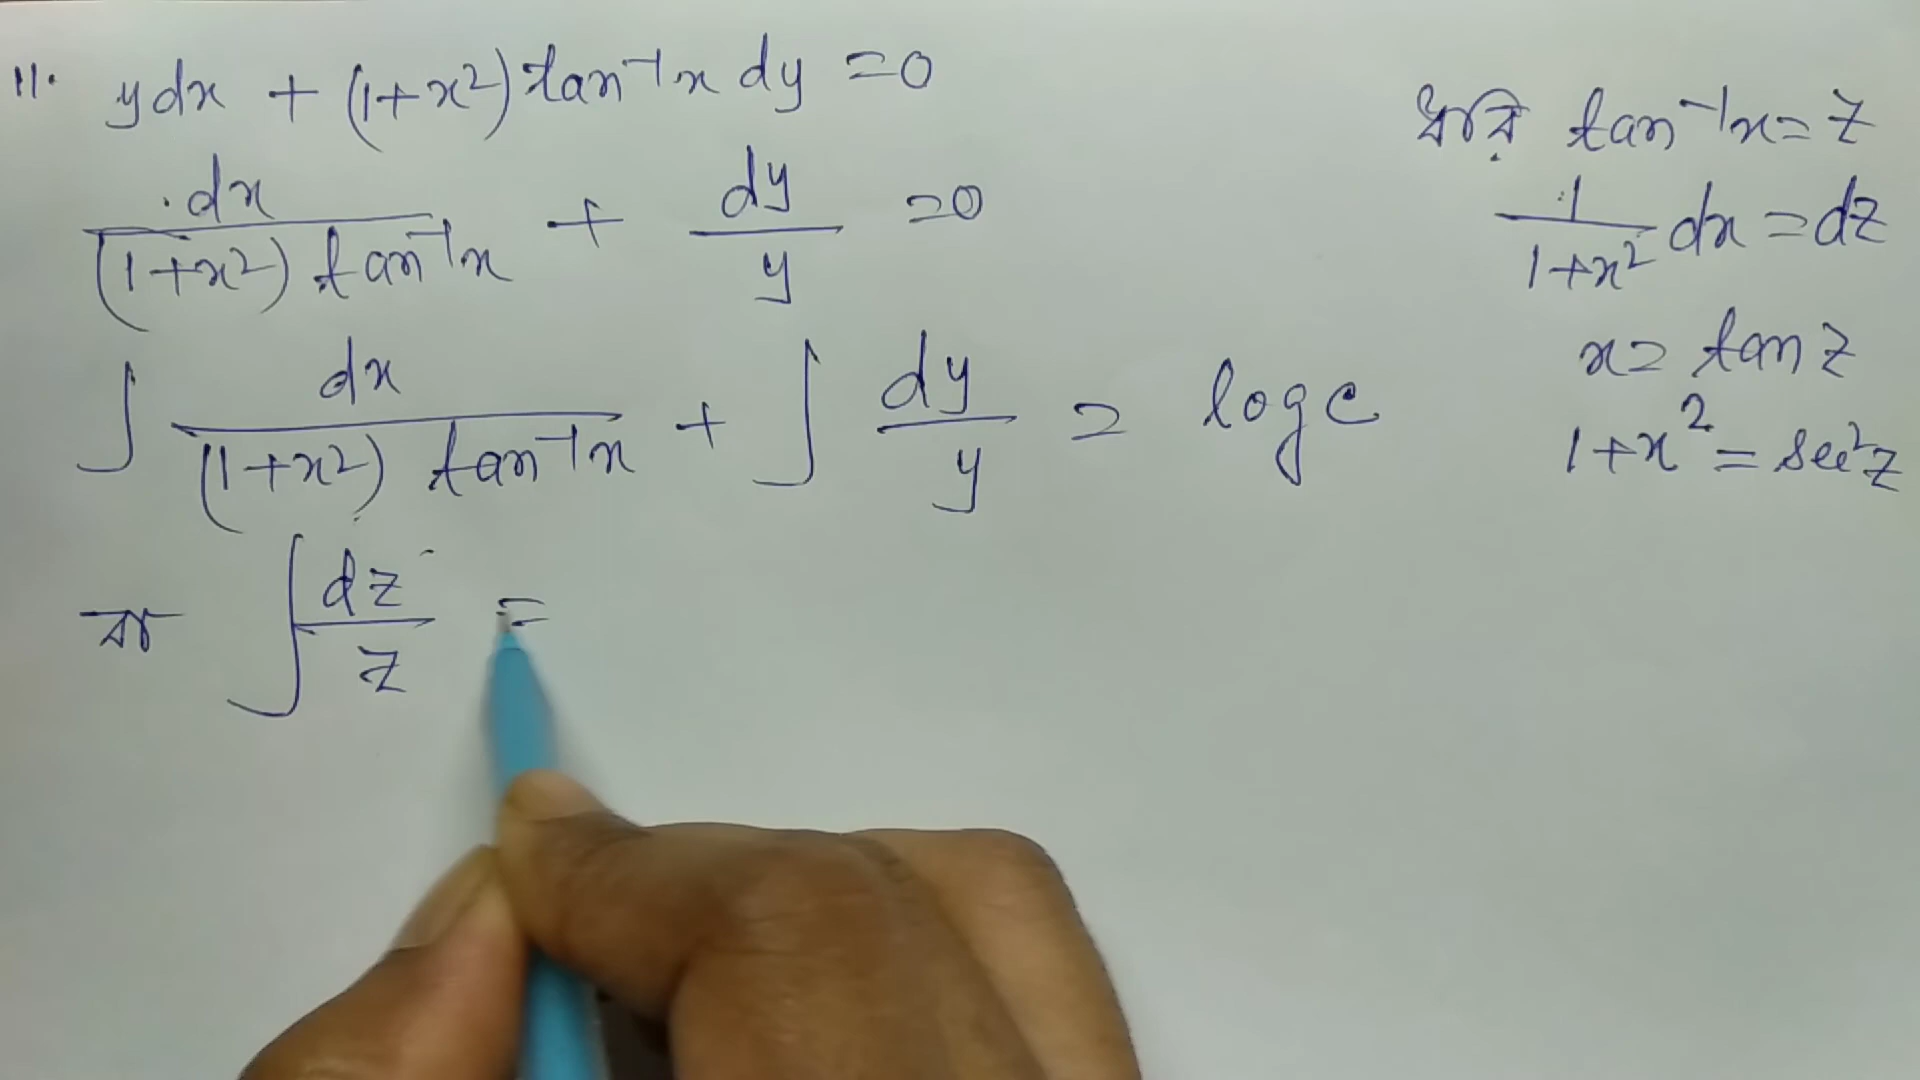 11. ydx + (1+x²) tan⁻¹x dy = 0
dx/((1+x²) tan⁻¹x) + dy/y = 0
∫ dx/((1+x²) tan⁻¹x) + ∫ dy/y = log c
বা ∫ dz/z =
ধরি tan⁻¹x = z
1/(1+x²) dx = dz
x = tan z
1+x² = sec²z